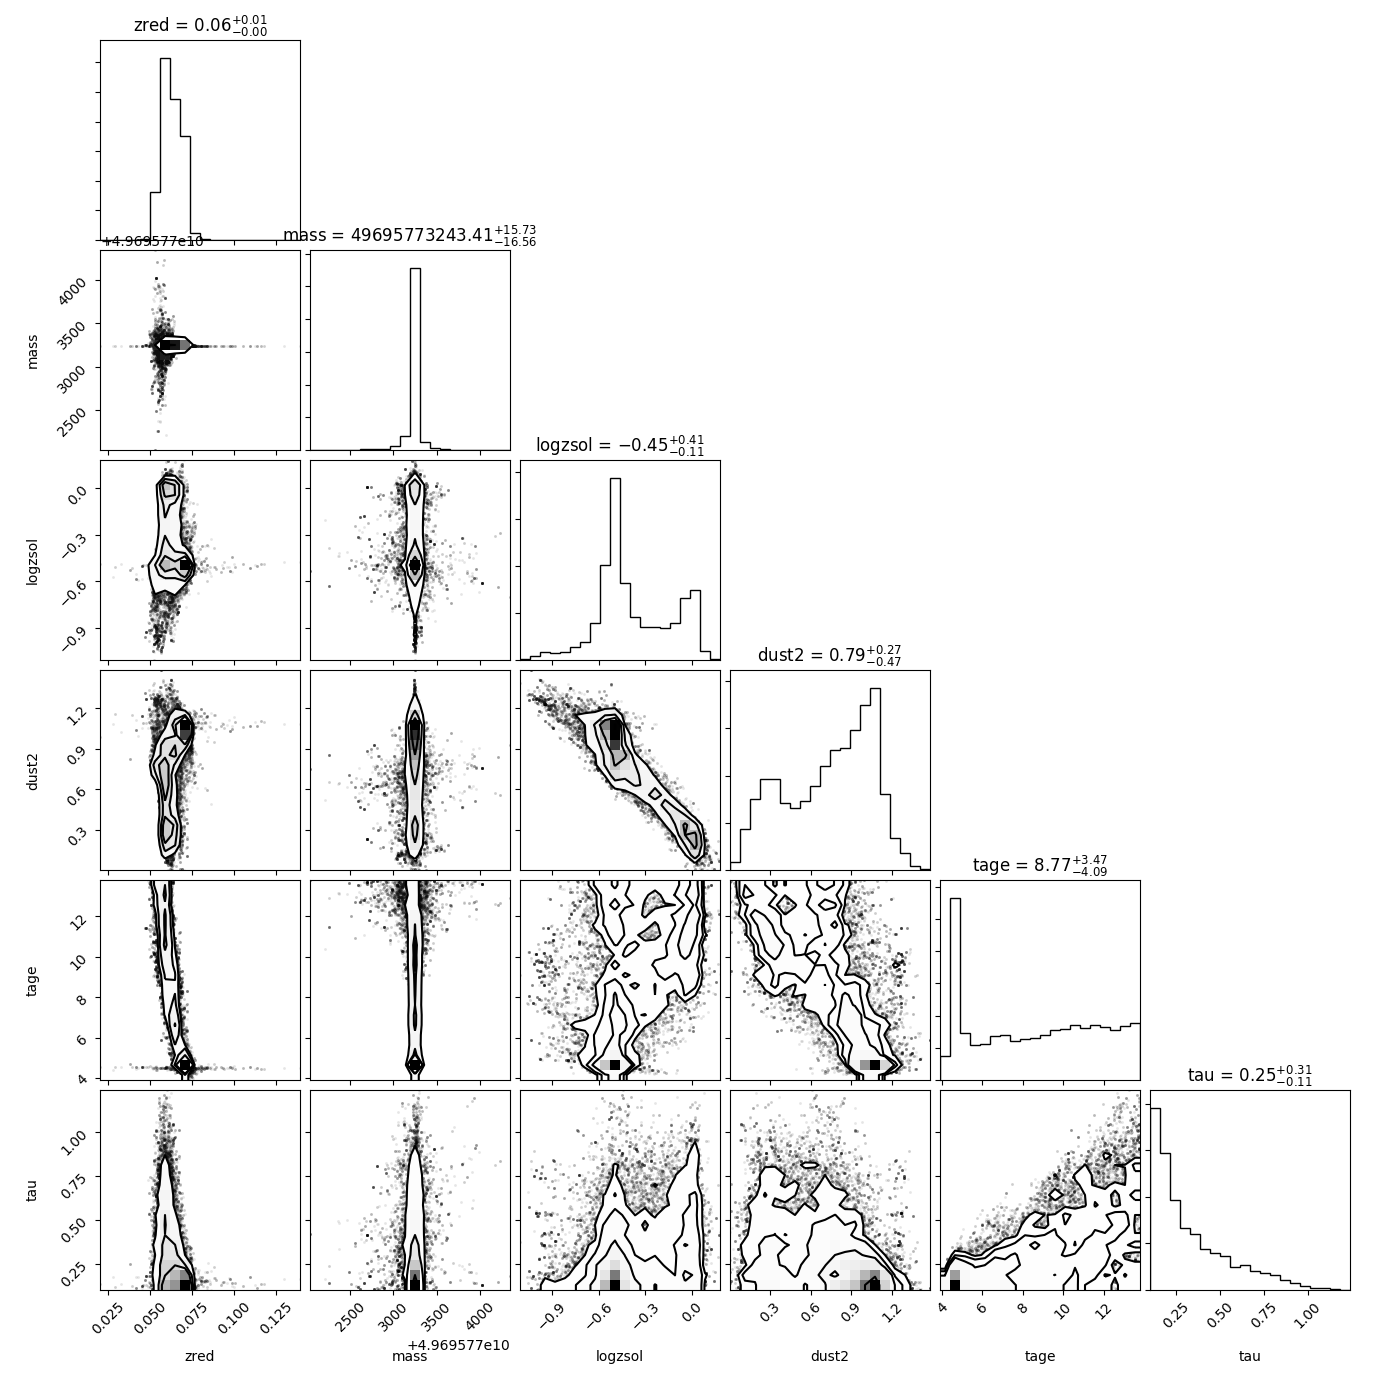 zred = 0.06 +0.01 −0.00
+4.969577e10
mass = 49695773243.41 +15.73 −16.56
4000
3500
3000
2500
mass
logzsol = −0.45 +0.41 −0.11
0.0
−0.3
−0.6
−0.9
logzsol
dust2 = 0.79 +0.27 −0.47
1.2
0.9
0.6
0.3
dust2
tage = 8.77 +3.47 −4.09
12
10
8
6
4
tage
tau = 0.25 +0.31 −0.11
1.00
0.75
0.50
0.25
tau
0.025 0.050 0.075 0.100 0.125 2500 3000 3500 4000 −0.9 −0.6 −0.3 0.0 0.3 0.6 0.9 1.2 4 6 8 10 12 0.25 0.50 0.75 1.00
+4.969577e10
zred mass logzsol dust2 tage tau